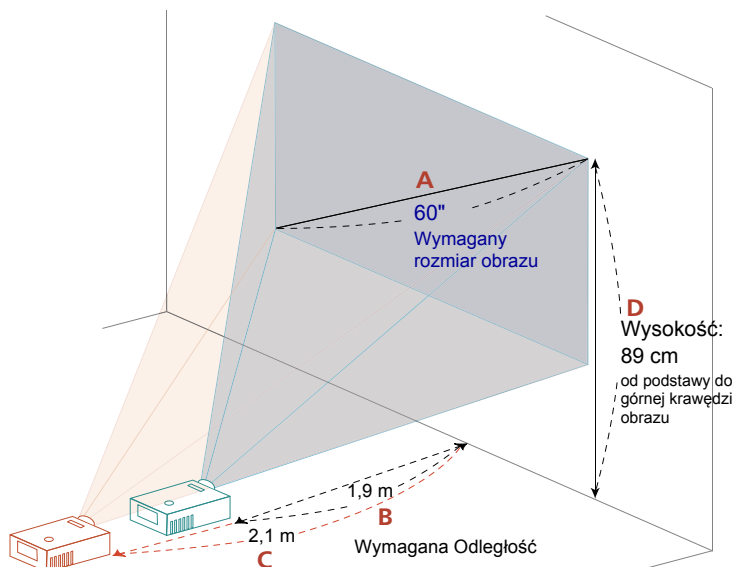 A
60"
Wymagany
rozmiar obrazu
D
Wysokość:
89 cm
od podstawy do
górnej krawędzi
obrazu
1,9 m
B
2,1 m
C
Wymagana Odległość